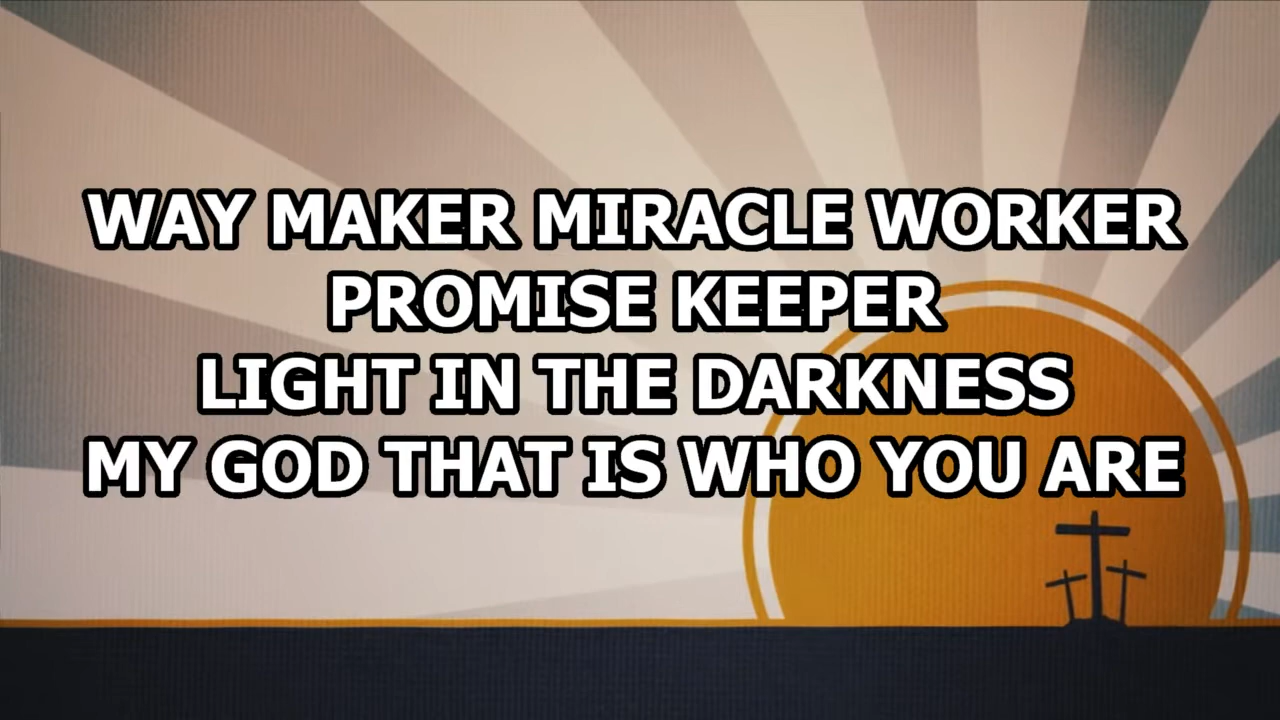 WAY MAKER MIRACLE WORKER
PROMISE KEEPER
LIGHT IN THE DARKNESS
MY GOD THAT IS WHO YOU ARE